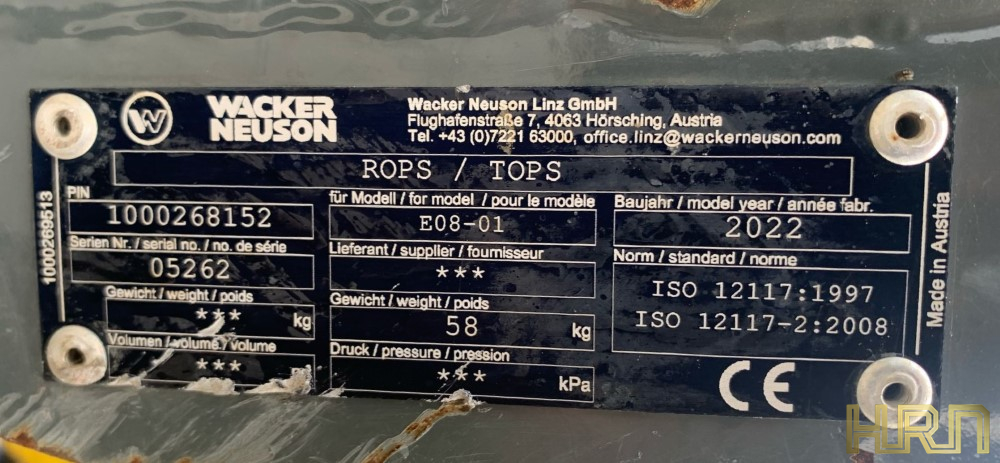 W
WACKER
NEUSON
Wacker Neuson Linz GmbH
Flughafenstraße 7, 4063 Hörsching, Austria
Tel. +43 (0)7221 63000, office.linz@wackerneuson.com
ROPS / TOPS
1000269513
PIN
1000268152
für Modell / for model / pour le modèle
E08-01
Baujahr / model year / année fabr.
2022
Serien Nr. / serial no. / no. de série
05262
Lieferant / supplier / fournisseur
***
Norm / standard / norme
ISO 12117:1997
ISO 12117-2:2008
Gewicht / weight / poids
*** kg
Gewicht / weight / poids
58 kg
Volumen / volume / volume
***
Druck / pressure / pression
*** kPa
CE
Made in Austria
HRN